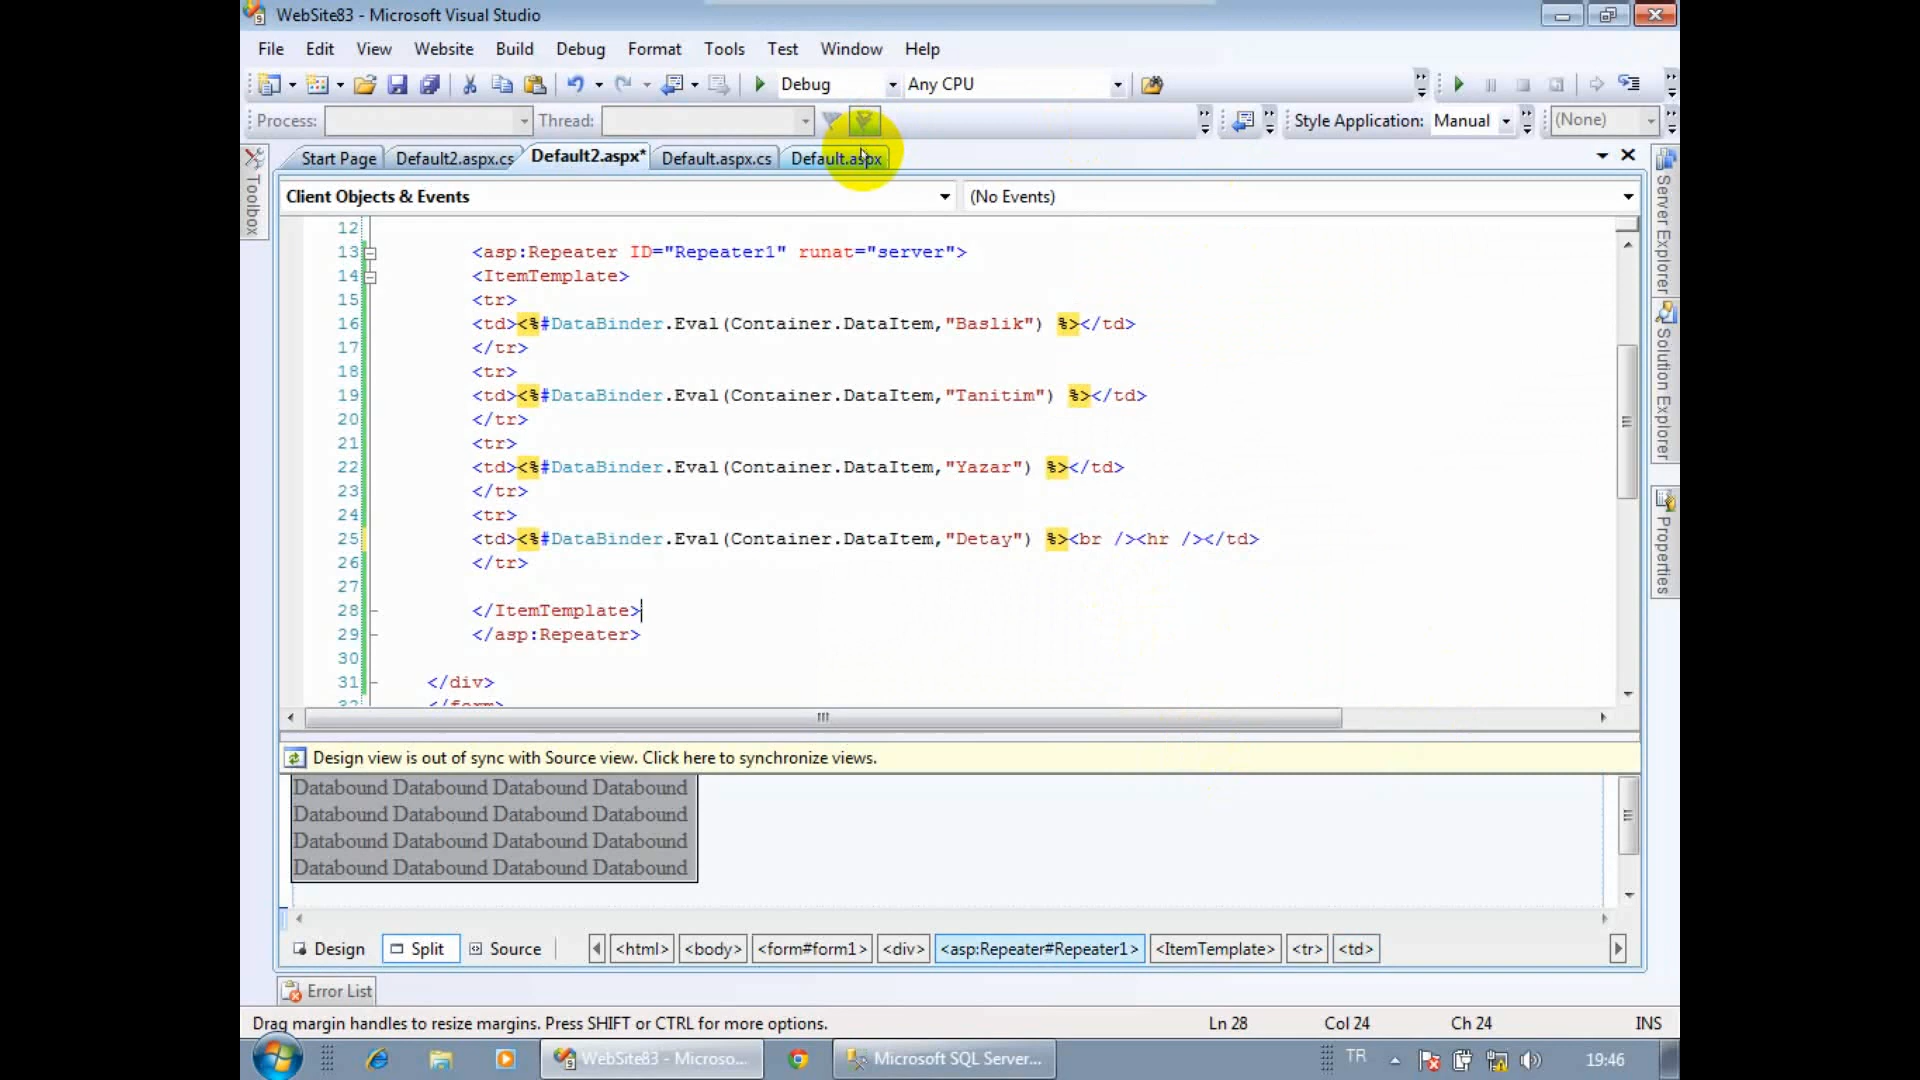 WebSite83 - Microsoft Visual Studio
File Edit View Website Build Debug Format Tools Test Window Help
Debug Any CPU
Process: Thread: Style Application: Manual (None)
Start Page Default2.aspx.cs Default2.aspx* Default.aspx.cs Default.aspx
Toolbox
Server Explorer
Solution Explorer
Properties
Client Objects & Events (No Events)
12
13 <asp:Repeater ID="Repeater1" runat="server">
14 <ItemTemplate>
15 <tr>
16 <td><%#DataBinder.Eval(Container.DataItem,"Baslik") %></td>
17 </tr>
18 <tr>
19 <td><%#DataBinder.Eval(Container.DataItem,"Tanitim") %></td>
20 </tr>
21 <tr>
22 <td><%#DataBinder.Eval(Container.DataItem,"Yazar") %></td>
23 </tr>
24 <tr>
25 <td><%#DataBinder.Eval(Container.DataItem,"Detay") %><br /><hr /></td>
26 </tr>
27
28 </ItemTemplate>
29 </asp:Repeater>
30
31 </div>
32 </form>
Design view is out of sync with Source view. Click here to synchronize views.
Databound Databound Databound Databound
Databound Databound Databound Databound
Databound Databound Databound Databound
Databound Databound Databound Databound
Design Split Source <html> <body> <form#form1> <div> <asp:Repeater#Repeater1> <ItemTemplate> <tr> <td>
Error List
Drag margin handles to resize margins. Press SHIFT or CTRL for more options. Ln 28 Col 24 Ch 24 INS
WebSite83 - Microso... Microsoft SQL Server... TR 19:46